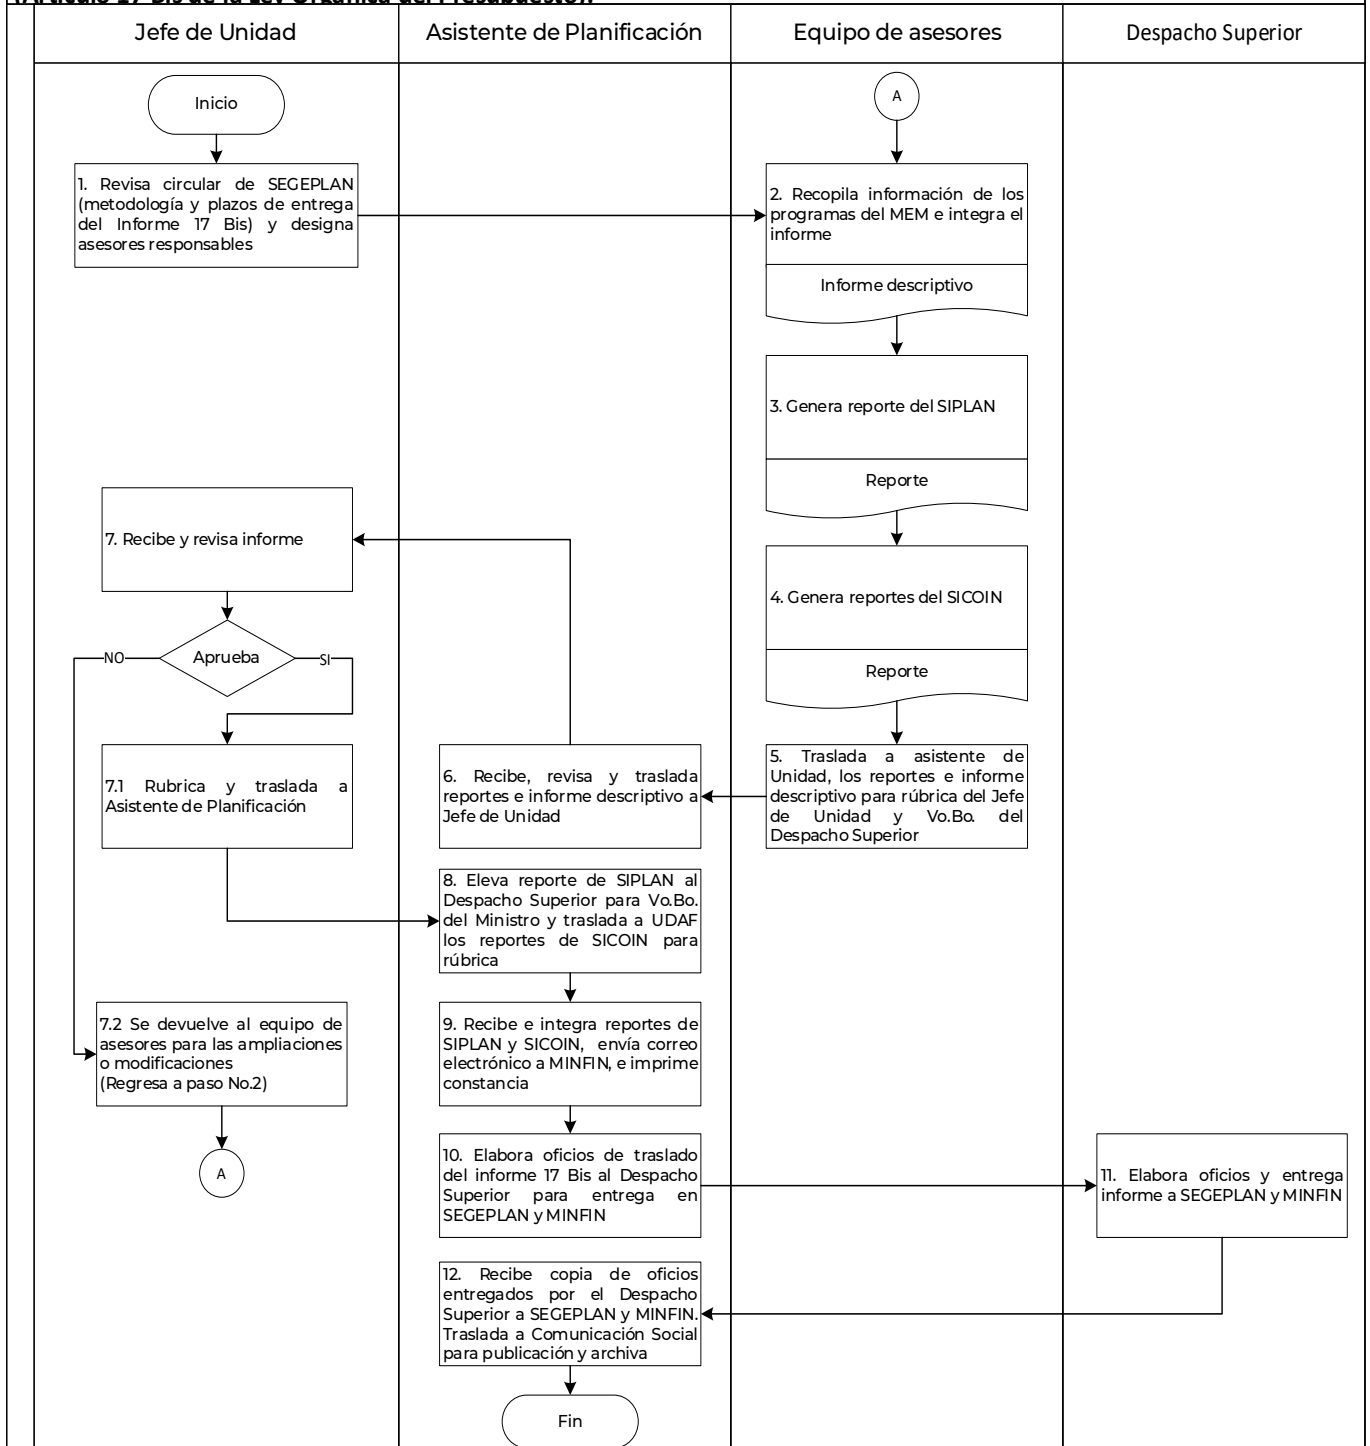 (Artículo 17 Bis de la Ley Orgánica del Presupuesto).
Jefe de Unidad
Asistente de Planificación
Equipo de asesores
Despacho Superior
Inicio
A
1. Revisa circular de SEGEPLAN
(metodología y plazos de entrega
del Informe 17 Bis) y designa
asesores responsables
2. Recopila información de los
programas del MEM e integra el
informe
Informe descriptivo
3. Genera reporte del SIPLAN
Reporte
4. Genera reportes del SICOIN
Reporte
5. Traslada a asistente de
Unidad, los reportes e informe
descriptivo para rúbrica del Jefe
de Unidad y Vo.Bo. del
Despacho Superior
6. Recibe, revisa y traslada
reportes e informe descriptivo a
Jefe de Unidad
7. Recibe y revisa informe
Aprueba
NO
SI
7.1 Rubrica y traslada a
Asistente de Planificación
7.2 Se devuelve al equipo de
asesores para las ampliaciones
o modificaciones
(Regresa a paso No.2)
A
8. Eleva reporte de SIPLAN al
Despacho Superior para Vo.Bo.
del Ministro y traslada a UDAF
los reportes de SICOIN para
rúbrica
9. Recibe e integra reportes de
SIPLAN y SICOIN, envía correo
electrónico a MINFIN, e imprime
constancia
10. Elabora oficios de traslado
del informe 17 Bis al Despacho
Superior para entrega en
SEGEPLAN y MINFIN
11. Elabora oficios y entrega
informe a SEGEPLAN y MINFIN
12. Recibe copia de oficios
entregados por el Despacho
Superior a SEGEPLAN y MINFIN.
Traslada a Comunicación Social
para publicación y archiva
Fin